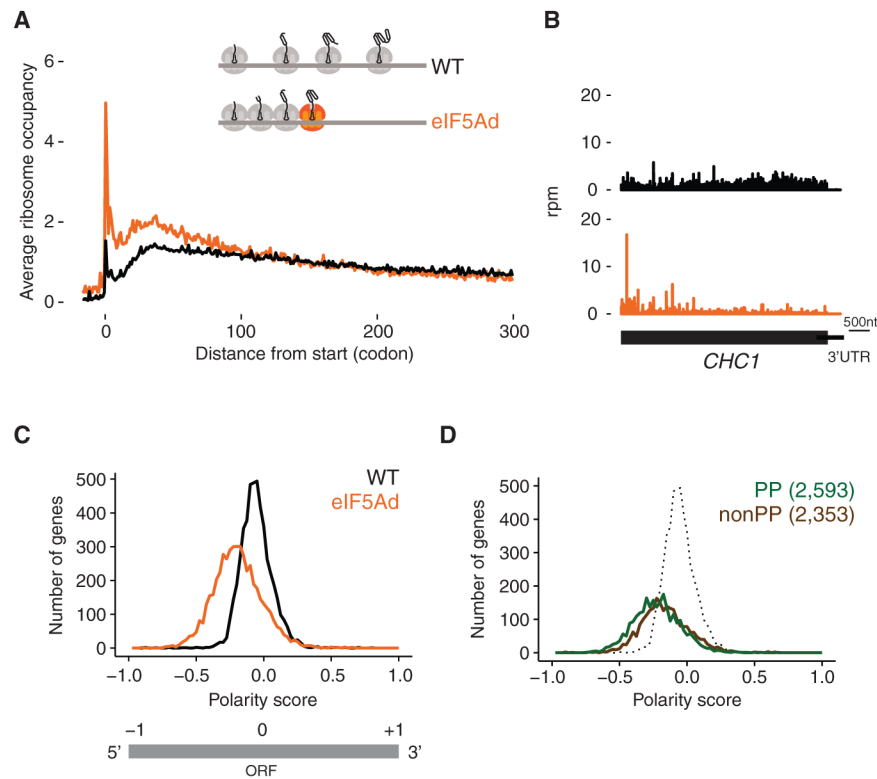 A
Average ribosome occupancy
6
4
2
0
0
100
200
300
Distance from start (codon)
WT
eIF5Ad
B
rpm
20
10
0
20
10
0
500nt
CHC1
3'UTR
C
Number of genes
500
400
300
200
100
0
WT
eIF5Ad
−1.0
−0.5
0.0
0.5
1.0
Polarity score
−1
0
+1
5'
3'
ORF
D
Number of genes
500
400
300
200
100
0
PP (2,593)
nonPP (2,353)
−1.0
−0.5
0.0
0.5
1.0
Polarity score